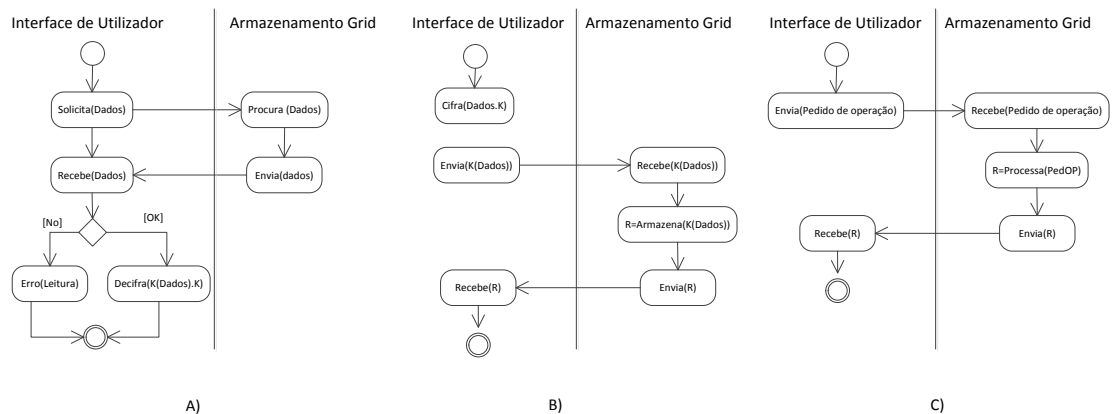 Interface de Utilizador
Armazenamento Grid
Solicita(Dados)
Procura (Dados)
Recebe(Dados)
Envia(dados)
[No]
[OK]
Erro(Leitura)
Decifra(K(Dados).K)
A)
Interface de Utilizador
Armazenamento Grid
Cifra(Dados.K)
Envia(K(Dados))
Recebe(K(Dados))
R=Armazena(K(Dados))
Recebe(R)
Envia(R)
B)
Interface de Utilizador
Armazenamento Grid
Envia(Pedido de operação)
Recebe(Pedido de operação)
R=Processa(PedOP)
Recebe(R)
Envia(R)
C)